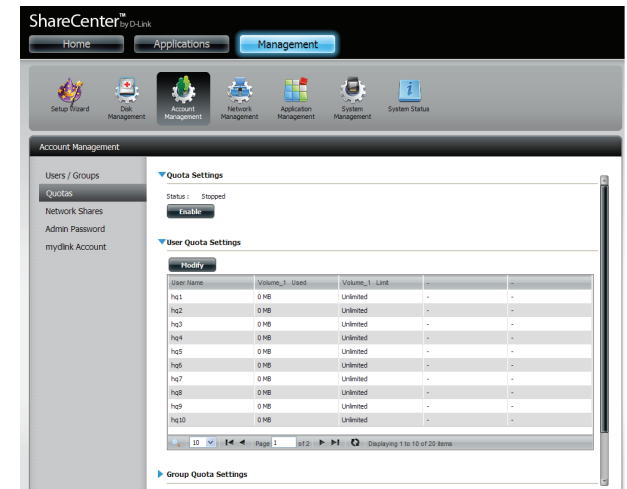 ShareCenter™ by D-Link
Home Applications Management
Setup Wizard Disk Management Account Management Network Management Application Management System Management System Status
Account Management
Users / Groups
Quotas
Network Shares
Admin Password
mydlink Account
Quota Settings
Status : Stopped
Enable
User Quota Settings
Modify
User Name Volume_1 Used Volume_1 Limit - -
hq1 0 MB Unlimited - -
hq2 0 MB Unlimited - -
hq3 0 MB Unlimited - -
hq4 0 MB Unlimited - -
hq5 0 MB Unlimited - -
hq6 0 MB Unlimited - -
hq7 0 MB Unlimited - -
hq8 0 MB Unlimited - -
hq9 0 MB Unlimited - -
hq10 0 MB Unlimited - -
10 Page 1 of 2 Displaying 1 to 10 of 20 items
Group Quota Settings